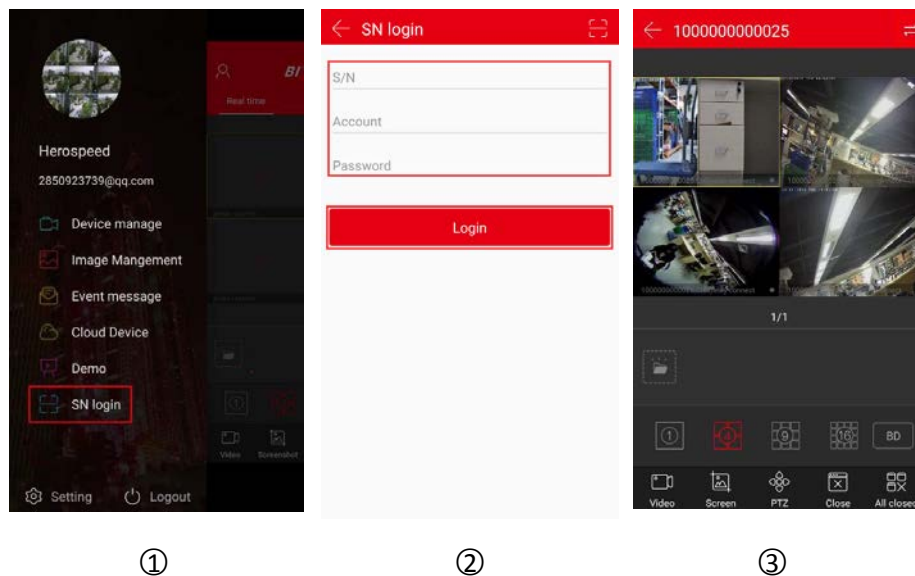 Herospeed
2850923739@qq.com
Device manage
Image Mangement
Event message
Cloud Device
Demo
SN login
Setting
Logout
BI
Real time
Video Screenshot
①
SN login
S/N
Account
Password
Login
②
1000000000025
1/1
1 4 9 16 BD
Video Screen PTZ Close All closed
③